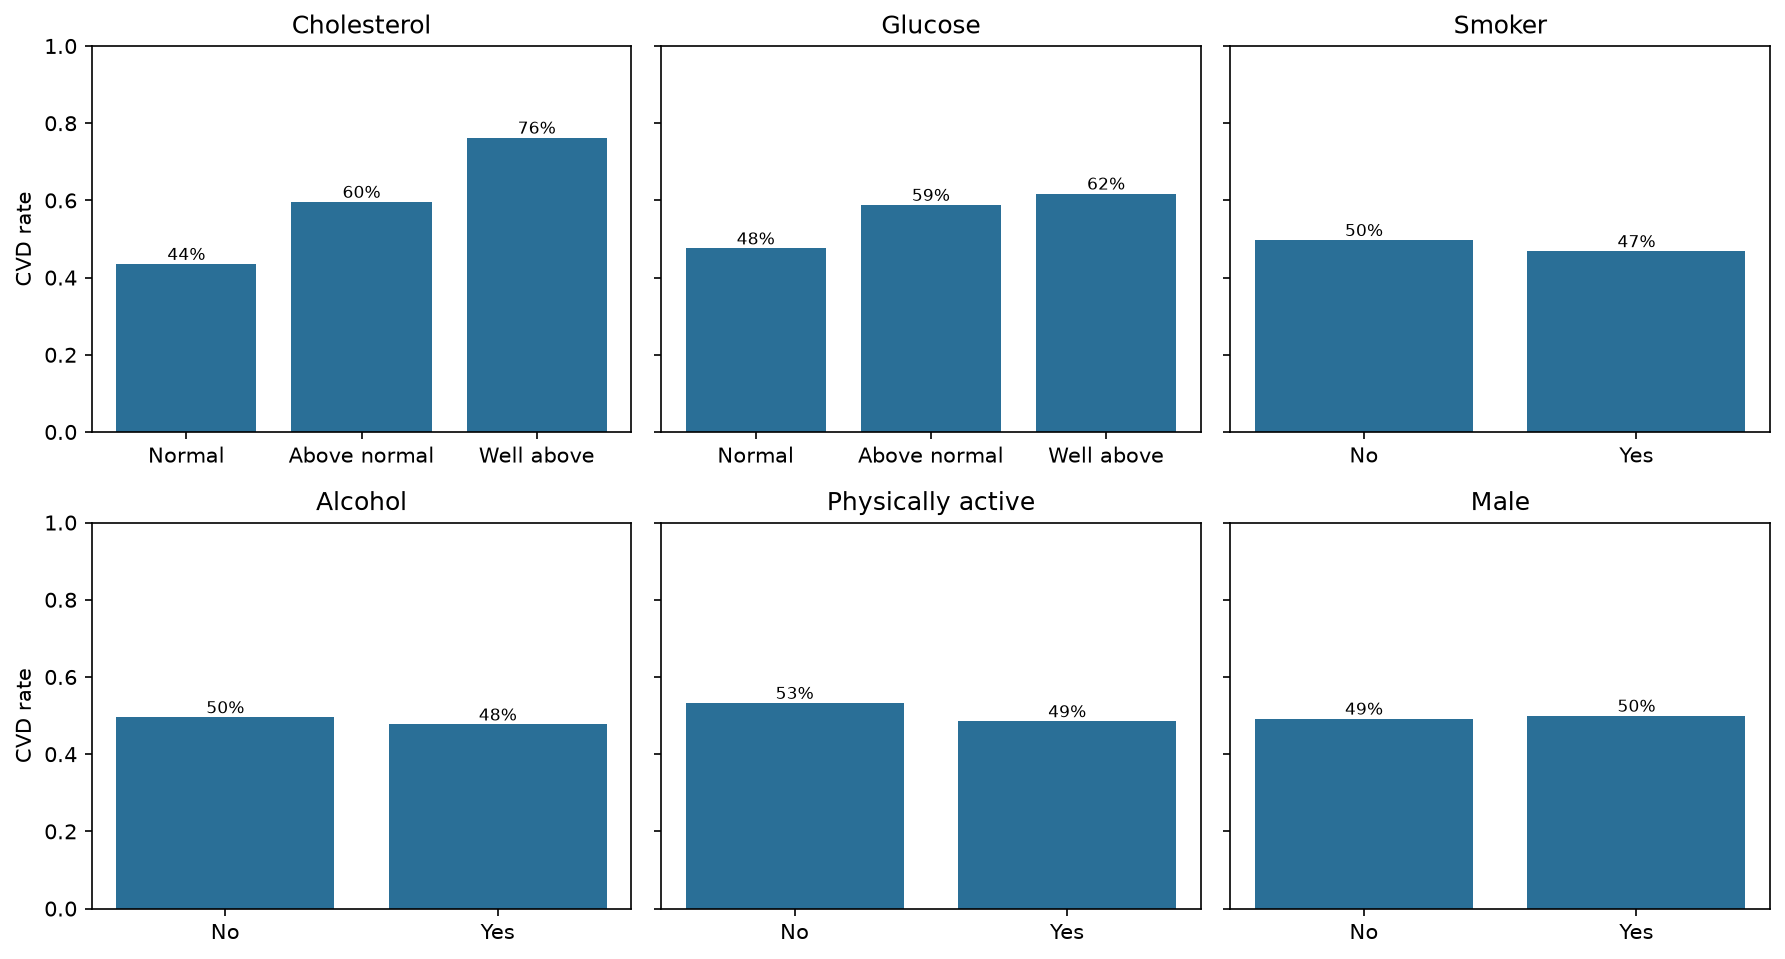 Cholesterol
1.0
0.8
0.6
0.4
0.2
0.0
CVD rate
44%
60%
76%
Normal
Above normal
Well above
Glucose
48%
59%
62%
Normal
Above normal
Well above
Smoker
50%
47%
No
Yes
Alcohol
1.0
0.8
0.6
0.4
0.2
0.0
CVD rate
50%
48%
No
Yes
Physically active
53%
49%
No
Yes
Male
49%
50%
No
Yes